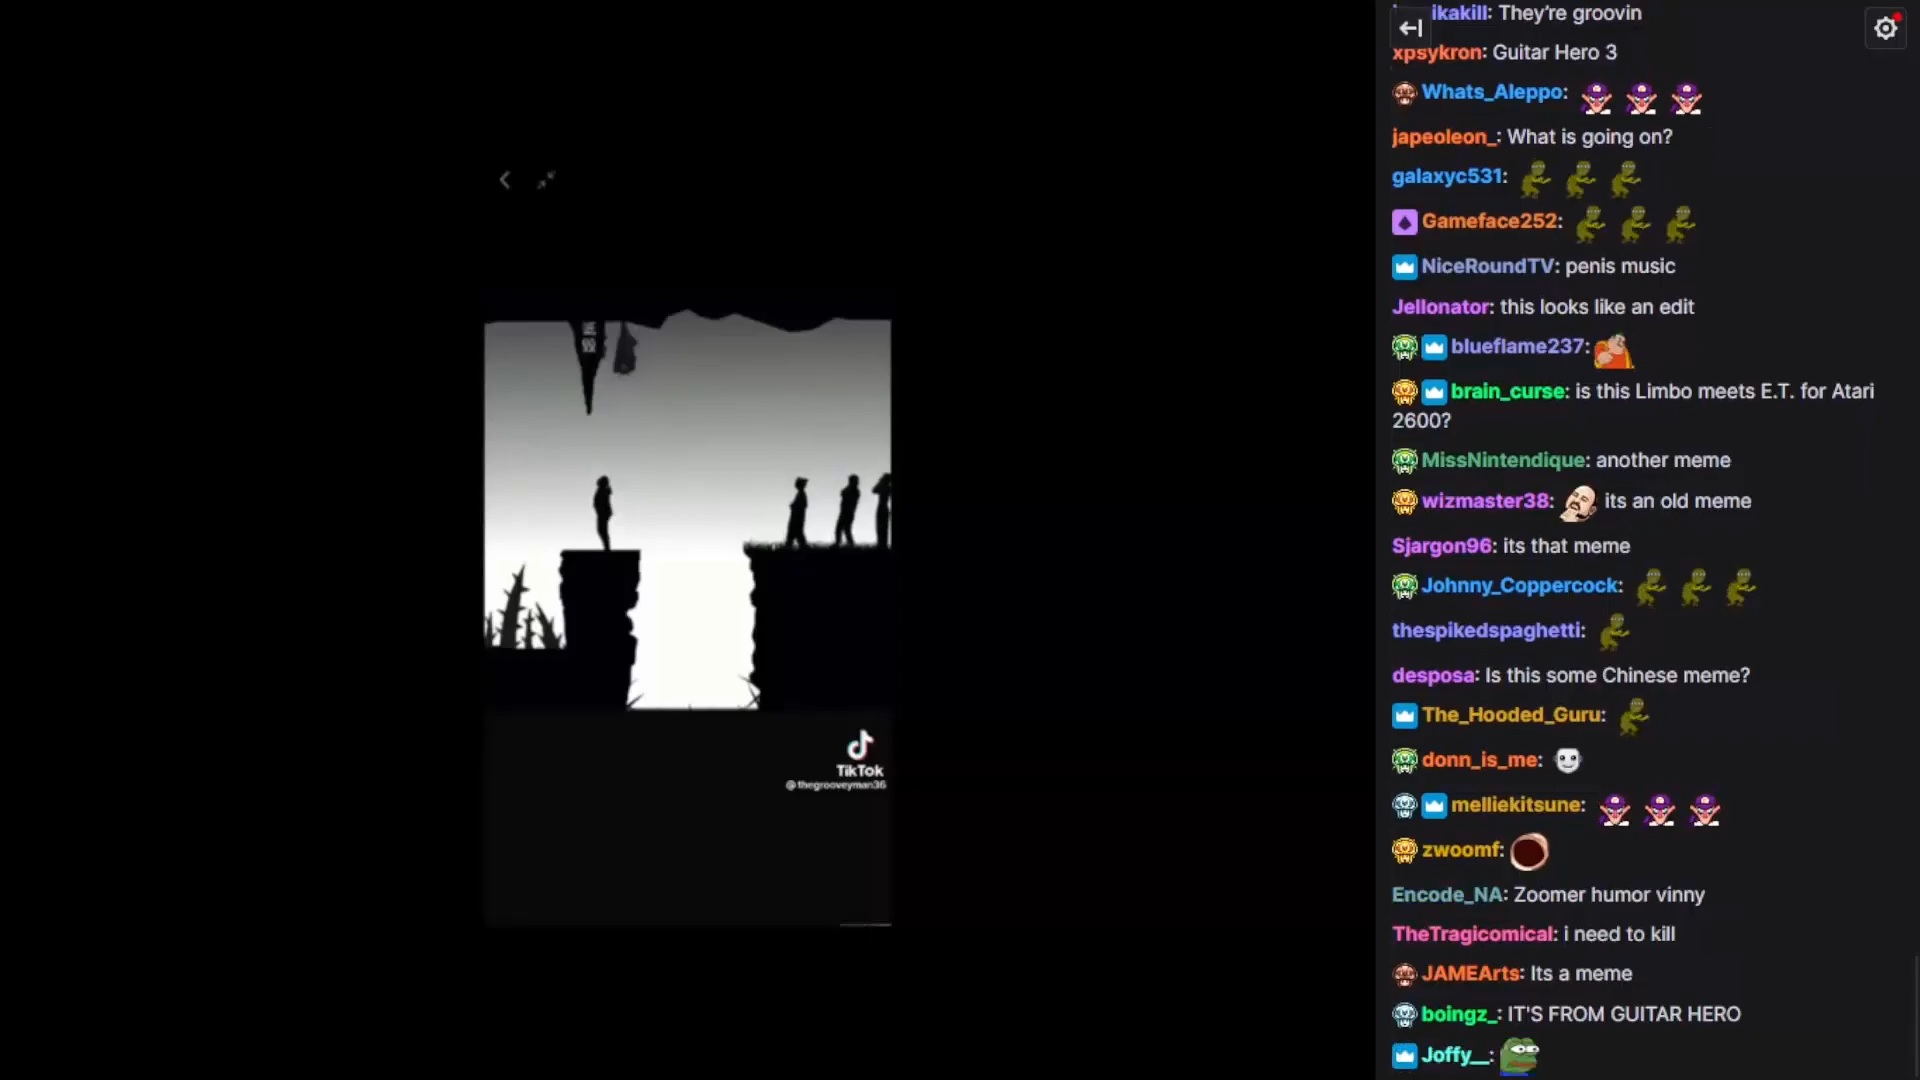 ikakill: They're groovin
xpsykron: Guitar Hero 3
Whats_Aleppo:
japeoleon_: What is going on?
galaxyc531:
Gameface252:
NiceRoundTV: penis music
Jellonator: this looks like an edit
blueflame237:
brain_curse: is this Limbo meets E.T. for Atari
2600?
MissNintendique: another meme
wizmaster38: its an old meme
Sjargon96: its that meme
Johnny_Coppercock:
thespikedspaghetti:
desposa: Is this some Chinese meme?
The_Hooded_Guru:
donn_is_me:
melliekitsune:
zwoomf:
Encode_NA: Zoomer humor vinny
TheTragicomical: i need to kill
JAMEArts: Its a meme
boingz_: IT'S FROM GUITAR HERO
Joffy__:
TikTok
@thegrooveyman36